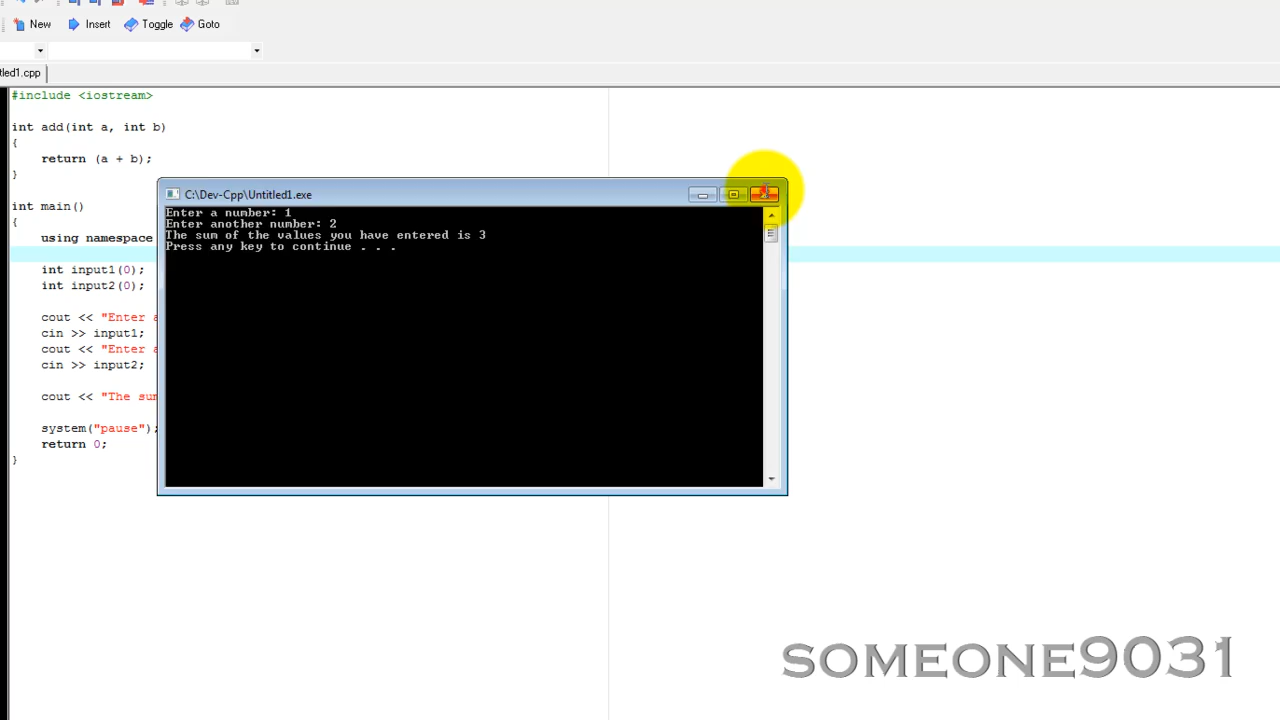 New Insert Toggle Goto
tled1.cpp
#include <iostream>
int add(int a, int b)
{
return (a + b);
}
int main()
{
using namespace
int input1(0);
int input2(0);
cout << "Enter a
cin >> input1;
cout << "Enter a
cin >> input2;
cout << "The sum
system("pause");
return 0;
}
C:\Dev-Cpp\Untitled1.exe
Enter a number: 1
Enter another number: 2
The sum of the values you have entered is 3
Press any key to continue . . .
SOMEONE9031